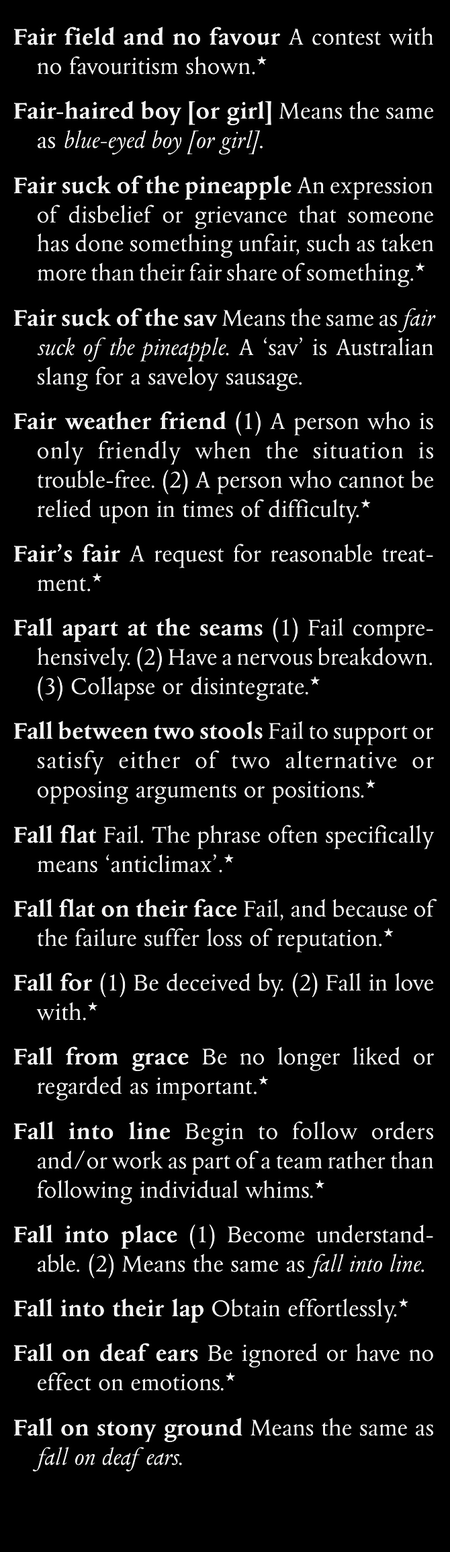 Fair field and no favour A contest with
no favouritism shown.★
Fair-haired boy [or girl] Means the same
as blue-eyed boy [or girl].
Fair suck of the pineapple An expression
of disbelief or grievance that someone
has done something unfair, such as taken
more than their fair share of something.★
Fair suck of the sav Means the same as fair
suck of the pineapple. A ‘sav’ is Australian
slang for a saveloy sausage.
Fair weather friend (1) A person who is
only friendly when the situation is
trouble-free. (2) A person who cannot be
relied upon in times of difficulty.★
Fair’s fair A request for reasonable treat-
ment.★
Fall apart at the seams (1) Fail compre-
hensively. (2) Have a nervous breakdown.
(3) Collapse or disintegrate.★
Fall between two stools Fail to support or
satisfy either of two alternative or
opposing arguments or positions.★
Fall flat Fail. The phrase often specifically
means ‘anticlimax’.★
Fall flat on their face Fail, and because of
the failure suffer loss of reputation.★
Fall for (1) Be deceived by. (2) Fall in love
with.★
Fall from grace Be no longer liked or
regarded as important.★
Fall into line Begin to follow orders
and/or work as part of a team rather than
following individual whims.★
Fall into place (1) Become understand-
able. (2) Means the same as fall into line.
Fall into their lap Obtain effortlessly.★
Fall on deaf ears Be ignored or have no
effect on emotions.★
Fall on stony ground Means the same as
fall on deaf ears.